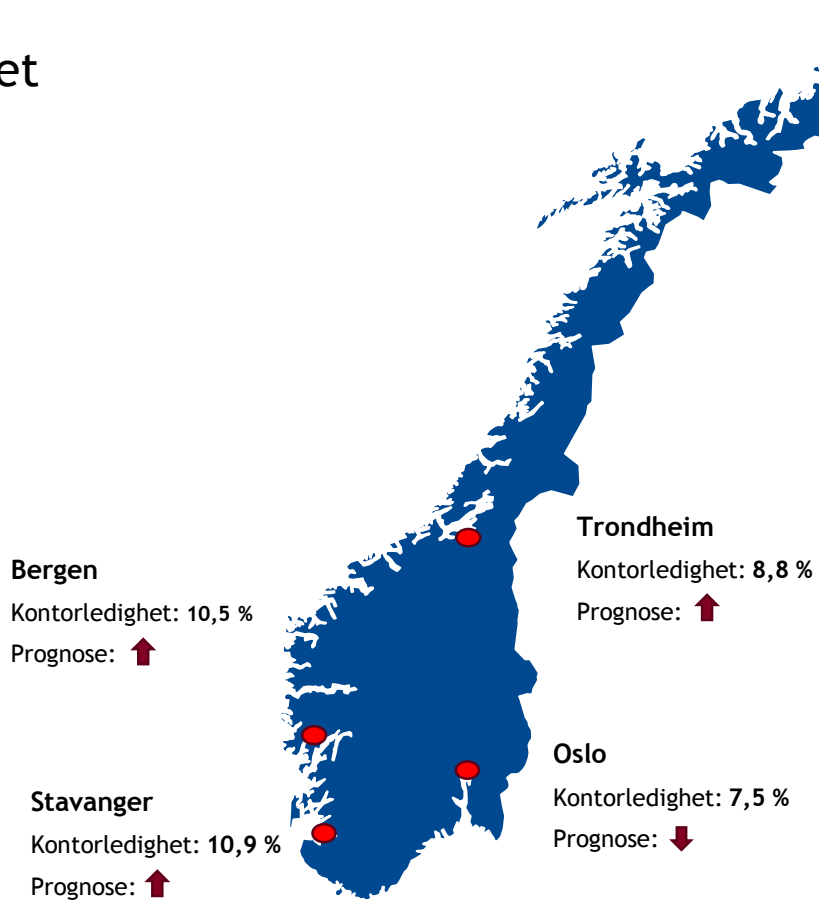 et
Trondheim
Kontorledighet: 8,8 %
Prognose:
Bergen
Kontorledighet: 10,5 %
Prognose:
Oslo
Kontorledighet: 7,5 %
Prognose:
Stavanger
Kontorledighet: 10,9 %
Prognose: